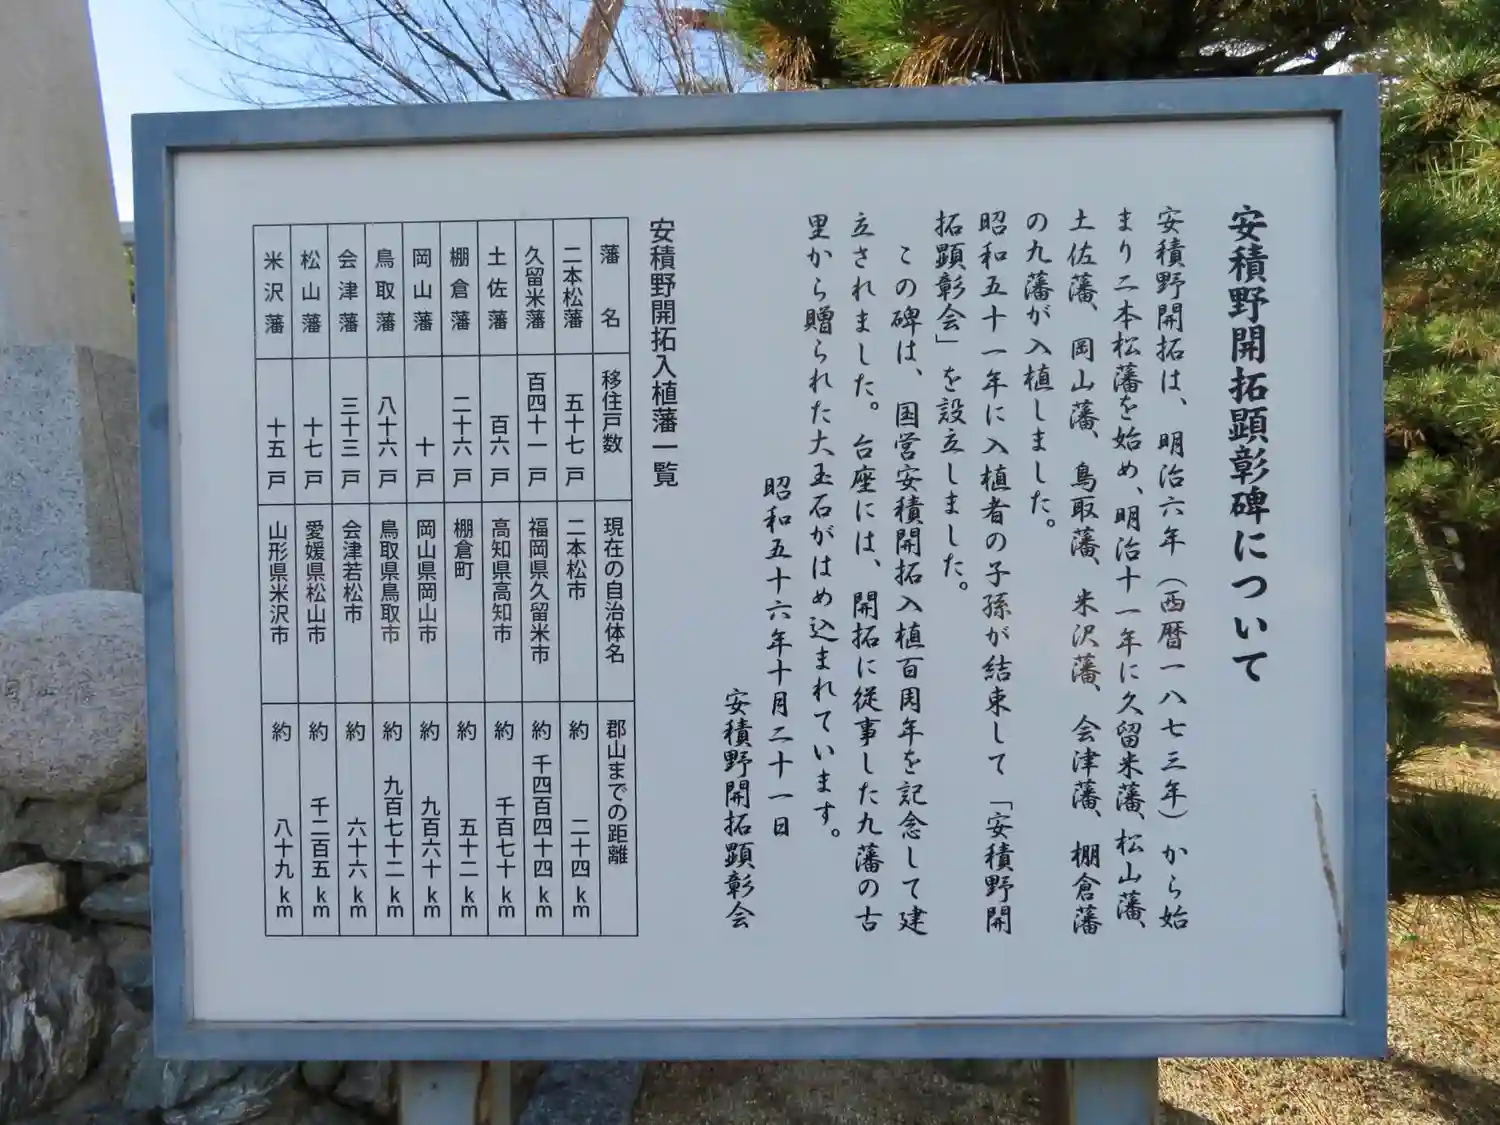 安積野開拓顕彰碑について
安積野開拓は、明治六年（西暦一八七三年）から始
まり二本松藩を始め、明治十一年に久留米藩、松山藩、
土佐藩、岡山藩、鳥取藩、米沢藩、会津藩、棚倉藩
の九藩が入植しました。
昭和五十一年に入植者の子孫が結束して「安積野開
拓顕彰会」を設立しました。
この碑は、国営安積開拓入植百周年を記念して建
立されました。台座には、開拓に従事した九藩の古
里から贈られた大玉石がはめ込まれています。
昭和五十六年十月二十一日
安積野開拓顕彰会
安積野開拓入植藩一覧
藩名 移住戸数 現在の自治体名 郡山までの距離
二本松藩 五十七戸 二本松市 約二十四km
久留米藩 百四十一戸 福岡県久留米市 約千四百四十四km
土佐藩 百六戸 高知県高知市 約千百七十km
棚倉藩 二十六戸 棚倉町 約五十二km
岡山藩 十戸 岡山県岡山市 約九百六十km
鳥取藩 八十六戸 鳥取県鳥取市 約九百七十二km
会津藩 三十三戸 会津若松市 約六十六km
松山藩 十七戸 愛媛県松山市 約千二百五km
米沢藩 十五戸 山形県米沢市 約八十九km